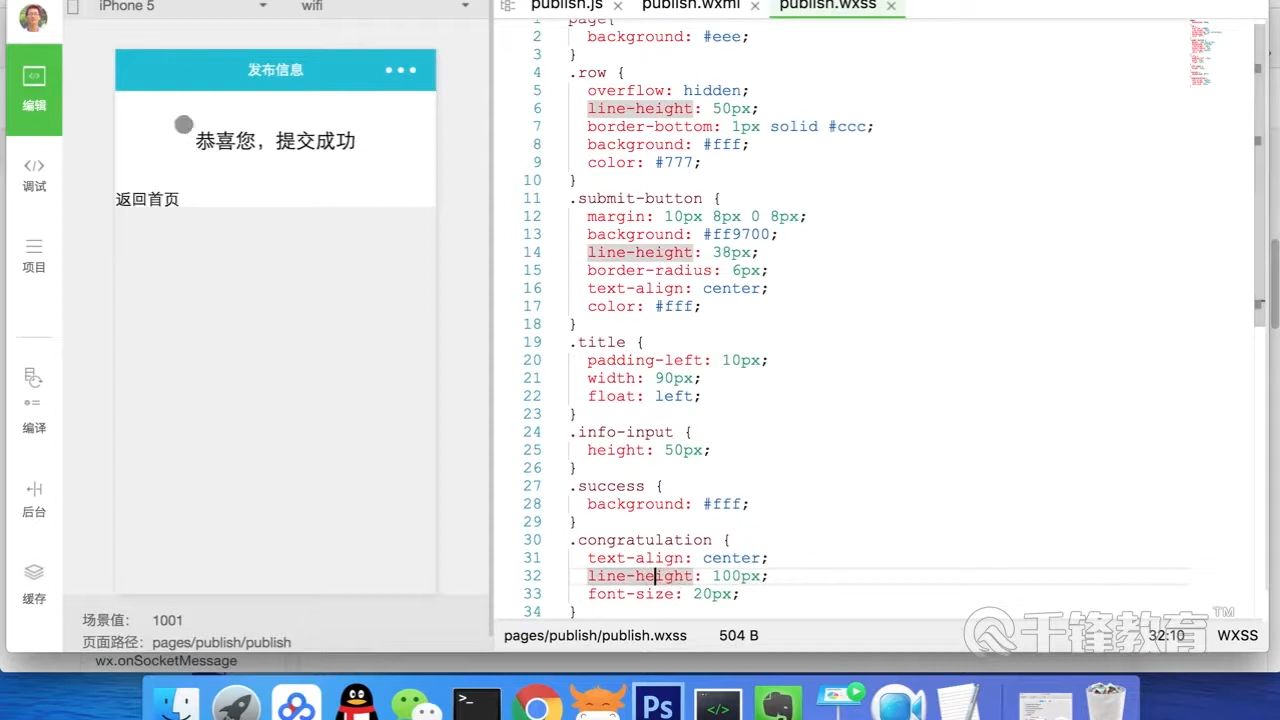 iPhone 5
wifi
publish.js
publish.wxml
publish.wxss
编辑
调试
项目
编译
后台
缓存
发布信息
恭喜您，提交成功
返回首页
场景值： 1001
页面路径： pages/publish/publish
wx.onSocketMessage
1 page{
2 background: #eee;
3 }
4 .row {
5 overflow: hidden;
6 line-height: 50px;
7 border-bottom: 1px solid #ccc;
8 background: #fff;
9 color: #777;
10 }
11 .submit-button {
12 margin: 10px 8px 0 8px;
13 background: #ff9700;
14 line-height: 38px;
15 border-radius: 6px;
16 text-align: center;
17 color: #fff;
18 }
19 .title {
20 padding-left: 10px;
21 width: 90px;
22 float: left;
23 }
24 .info-input {
25 height: 50px;
26 }
27 .success {
28 background: #fff;
29 }
30 .congratulation {
31 text-align: center;
32 line-height: 100px;
33 font-size: 20px;
34 }
pages/publish/publish.wxss 504 B 32:10 WXSS
千锋教育 TM
Ps